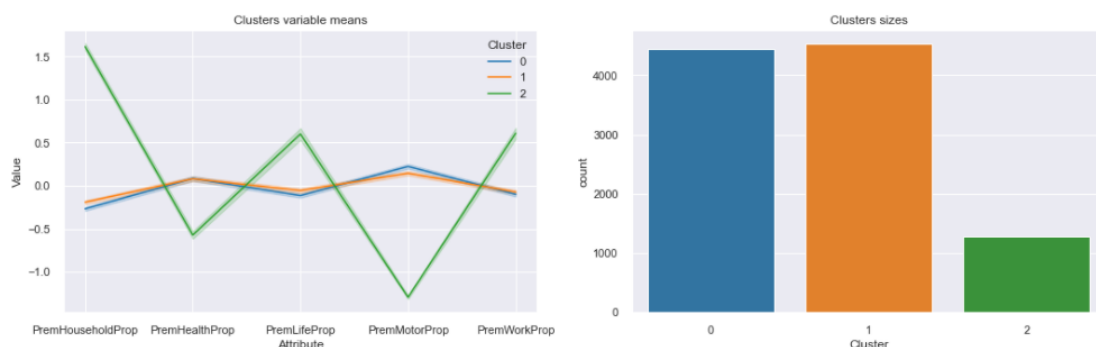 Clusters variable means
Cluster
0
1
2
1.5
1.0
0.5
0.0
−0.5
−1.0
Value
PremHouseholdProp PremHealthProp PremLifeProp PremMotorProp PremWorkProp
Attribute
Clusters sizes
4000
3000
2000
1000
0
count
0 1 2
Cluster